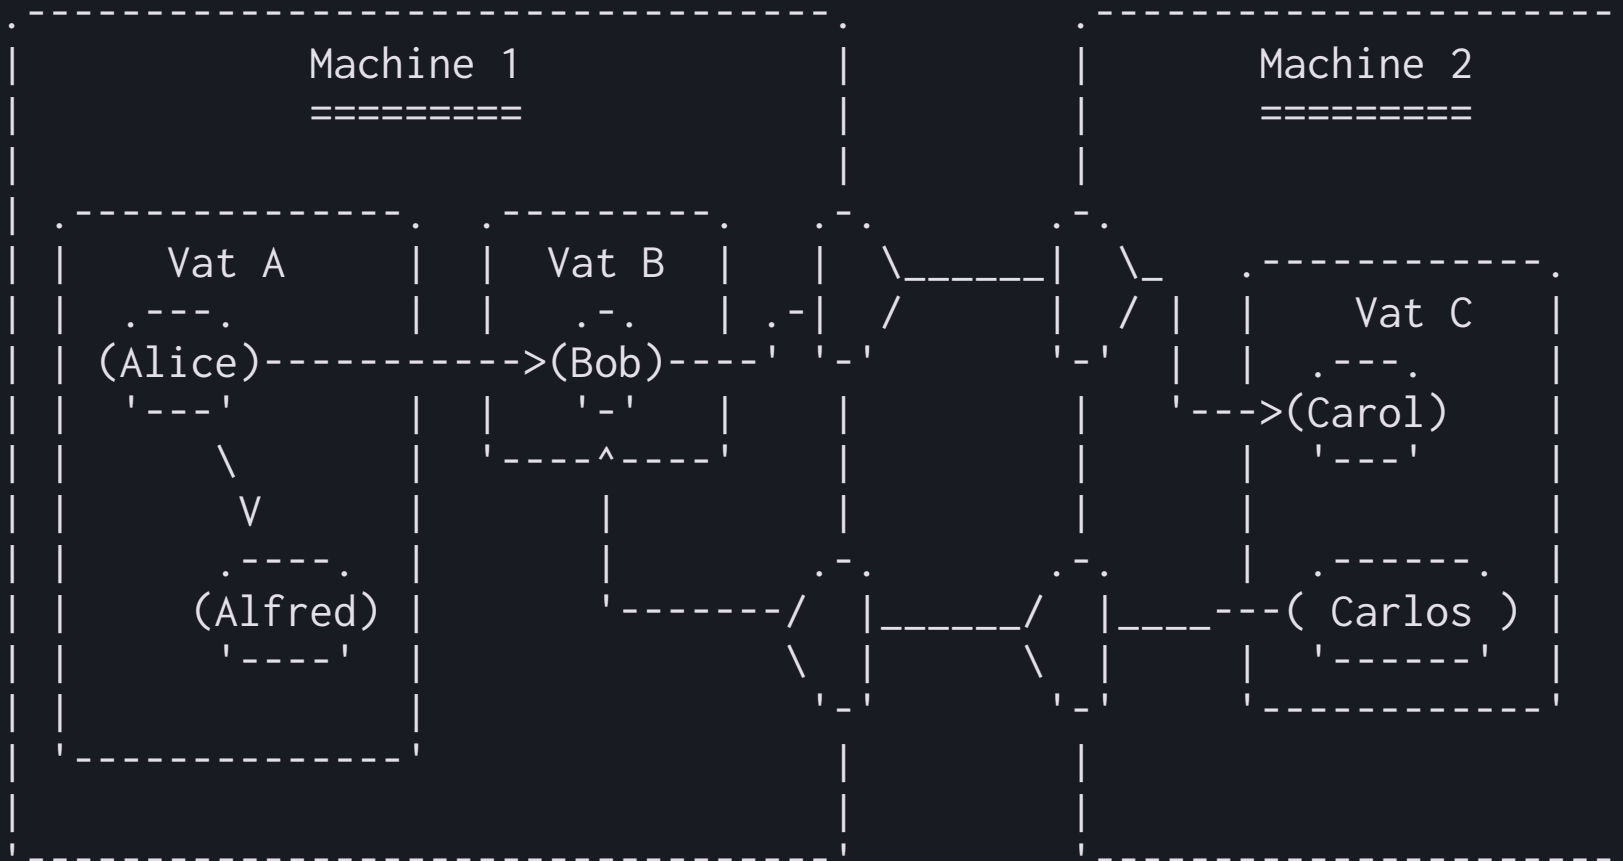 Machine 1 Machine 2
========= =========
Vat A Vat B
Vat C
(Alice) (Bob)
(Carol)
(Alfred) ( Carlos )